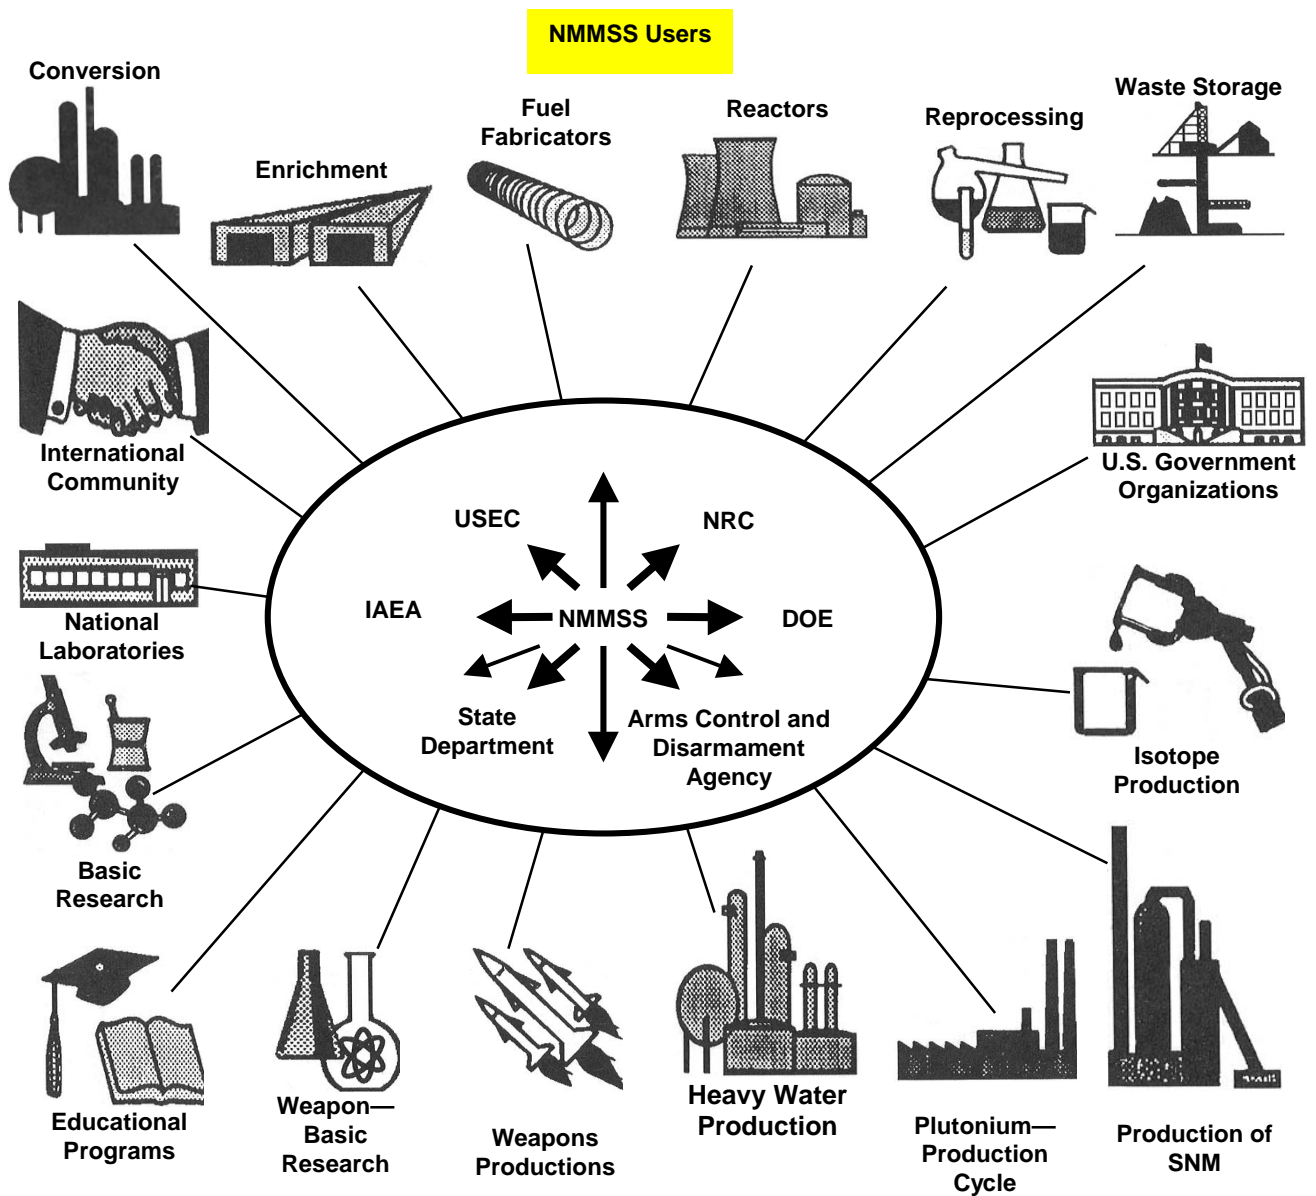 NMMSS Users
Conversion
Enrichment
Fuel
Fabricators
Reactors
Reprocessing
Waste Storage
International
Community
U.S. Government
Organizations
USEC
NRC
IAEA
NMMSS
DOE
State
Department
Arms Control and
Disarmament
Agency
National
Laboratories
Isotope
Production
Basic
Research
Educational
Programs
Weapon—
Basic
Research
Weapons
Productions
Heavy Water
Production
Plutonium—
Production
Cycle
Production of
SNM